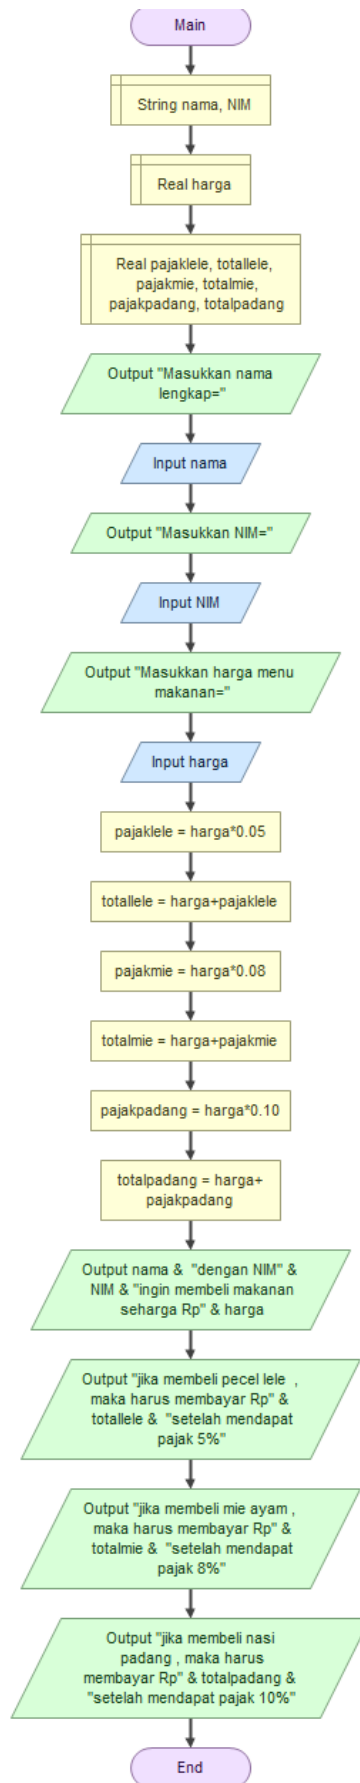 Main
String nama, NIM
Real harga
Real pajaklele, totallele,
pajakmie, totalmie,
pajakpadang, totalpadang
Output "Masukkan nama
lengkap="
Input nama
Output "Masukkan NIM="
Input NIM
Output "Masukkan harga menu
makanan="
Input harga
pajaklele = harga*0.05
totallele = harga+pajaklele
pajakmie = harga*0.08
totalmie = harga+pajakmie
pajakpadang = harga*0.10
totalpadang = harga+
pajakpadang
Output nama &  "dengan NIM" &
NIM & "ingin membeli makanan
seharga Rp" & harga
Output "jika membeli pecel lele  ,
maka harus membayar Rp" &
totallele &  "setelah mendapat
pajak 5%"
Output "jika membeli mie ayam ,
maka harus membayar Rp" &
totalmie &  "setelah mendapat
pajak 8%"
Output "jika membeli nasi
padang , maka harus
membayar Rp" & totalpadang &
"setelah mendapat pajak 10%"
End